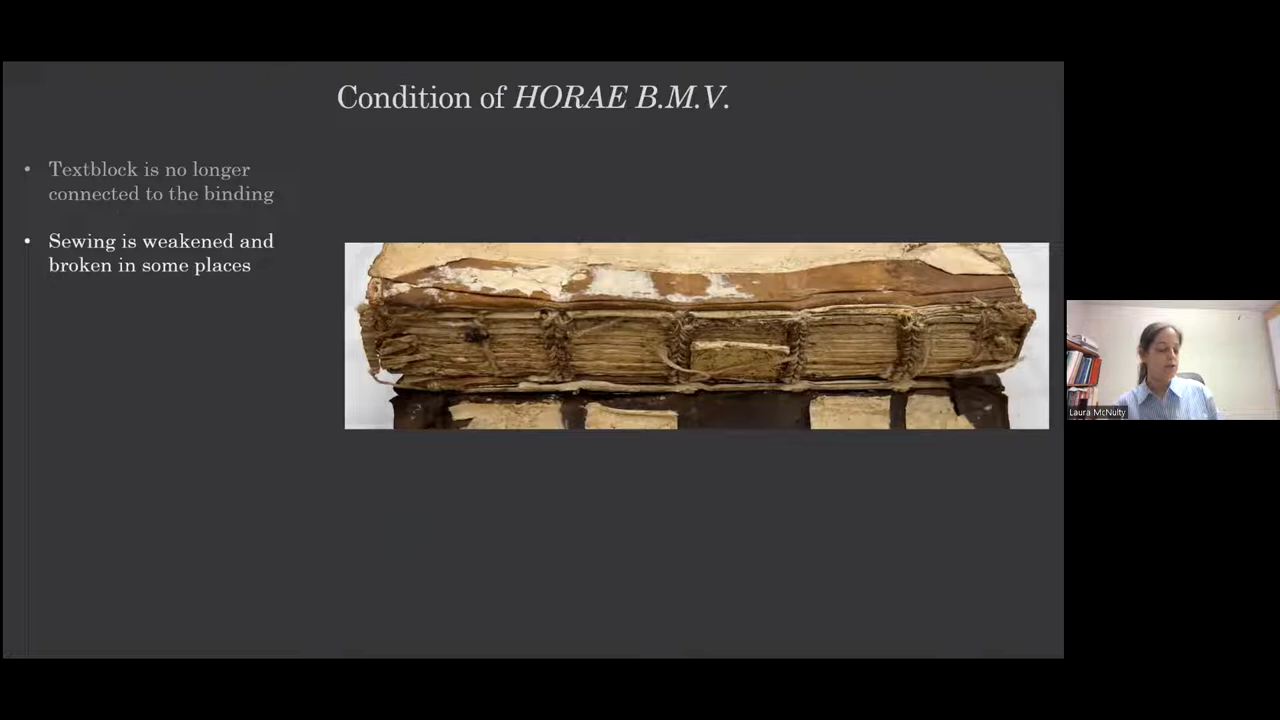 Condition of HORAE B.M.V.
• Textblock is no longer
connected to the binding
• Sewing is weakened and
broken in some places
Laura McNulty